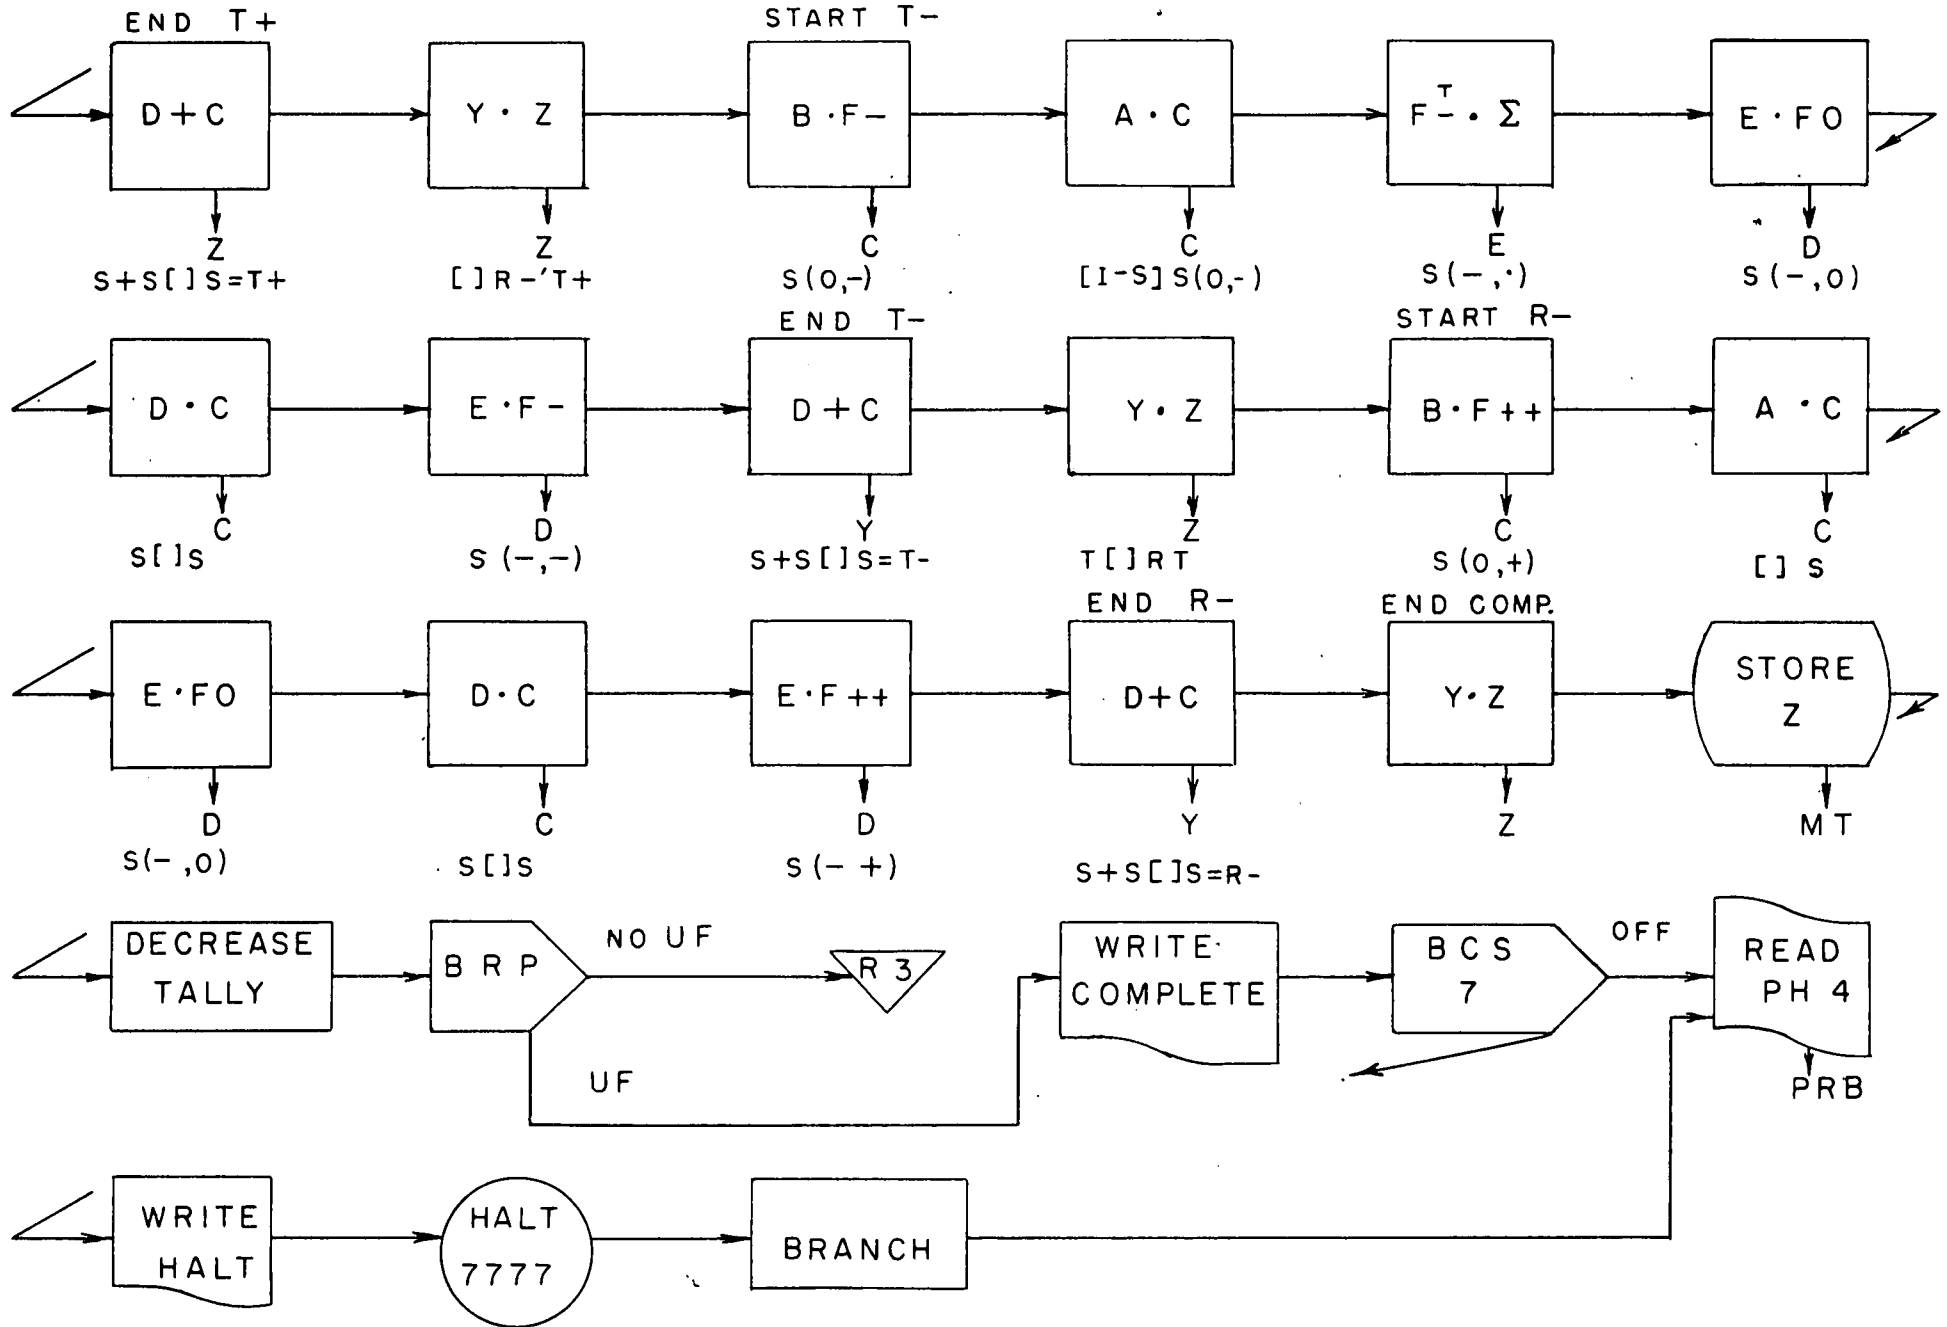 END T+
START T-
D+C
Y · Z
B · F-
A · C
F-ᵀ · Σ
E · FO
Z
Z
C
C
E
D
S+S[]S=T+
[]R-'T+
S(0,-)
[I-S]S(0,-)
S(-,·)
S(-,0)
END T-
START R-
D · C
E · F-
D+C
Y · Z
B · F++
A · C
C
D
Y
Z
C
C
S[]S
S(-,-)
S+S[]S=T-
T[]RT
S(0,+)
[] S
END R-
END COMP.
E · FO
D · C
E · F++
D+C
Y · Z
STORE
Z
D
C
D
Y
Z
MT
S(-,0)
S[]S
S(- +)
S+S[]S=R-
DECREASE
TALLY
BRP
NO UF
R3
UF
WRITE
COMPLETE
BCS
7
OFF
READ
PH 4
PRB
WRITE
HALT
HALT
7777
BRANCH